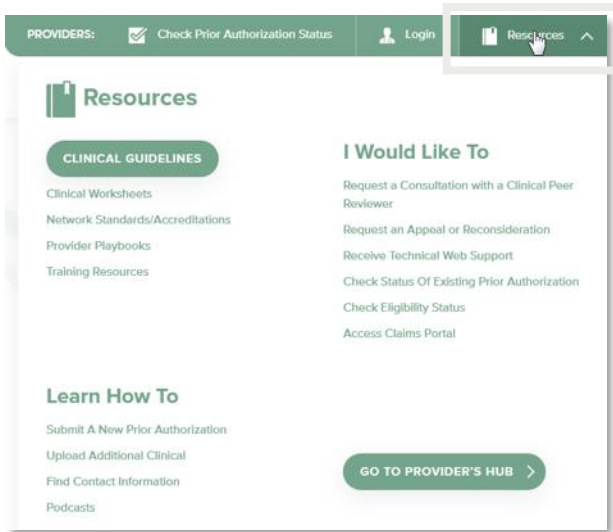 PROVIDERS: Check Prior Authorization Status Login Resources
Resources
CLINICAL GUIDELINES
Clinical Worksheets
Network Standards/Accreditations
Provider Playbooks
Training Resources
I Would Like To
Request a Consultation with a Clinical Peer
Reviewer
Request an Appeal or Reconsideration
Receive Technical Web Support
Check Status Of Existing Prior Authorization
Check Eligibility Status
Access Claims Portal
Learn How To
Submit A New Prior Authorization
Upload Additional Clinical
Find Contact Information
Podcasts
GO TO PROVIDER'S HUB